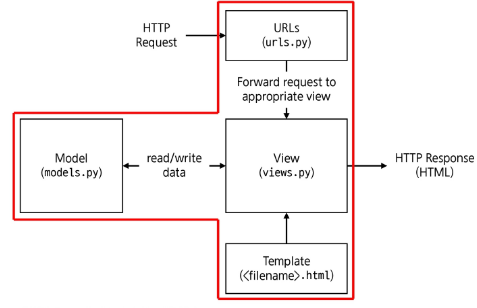 HTTP
Request
URLs
(urls.py)
Forward request to
appropriate view
Model
(models.py)
read/write
data
View
(views.py)
HTTP Response
(HTML)
Template
(<filename>.html)